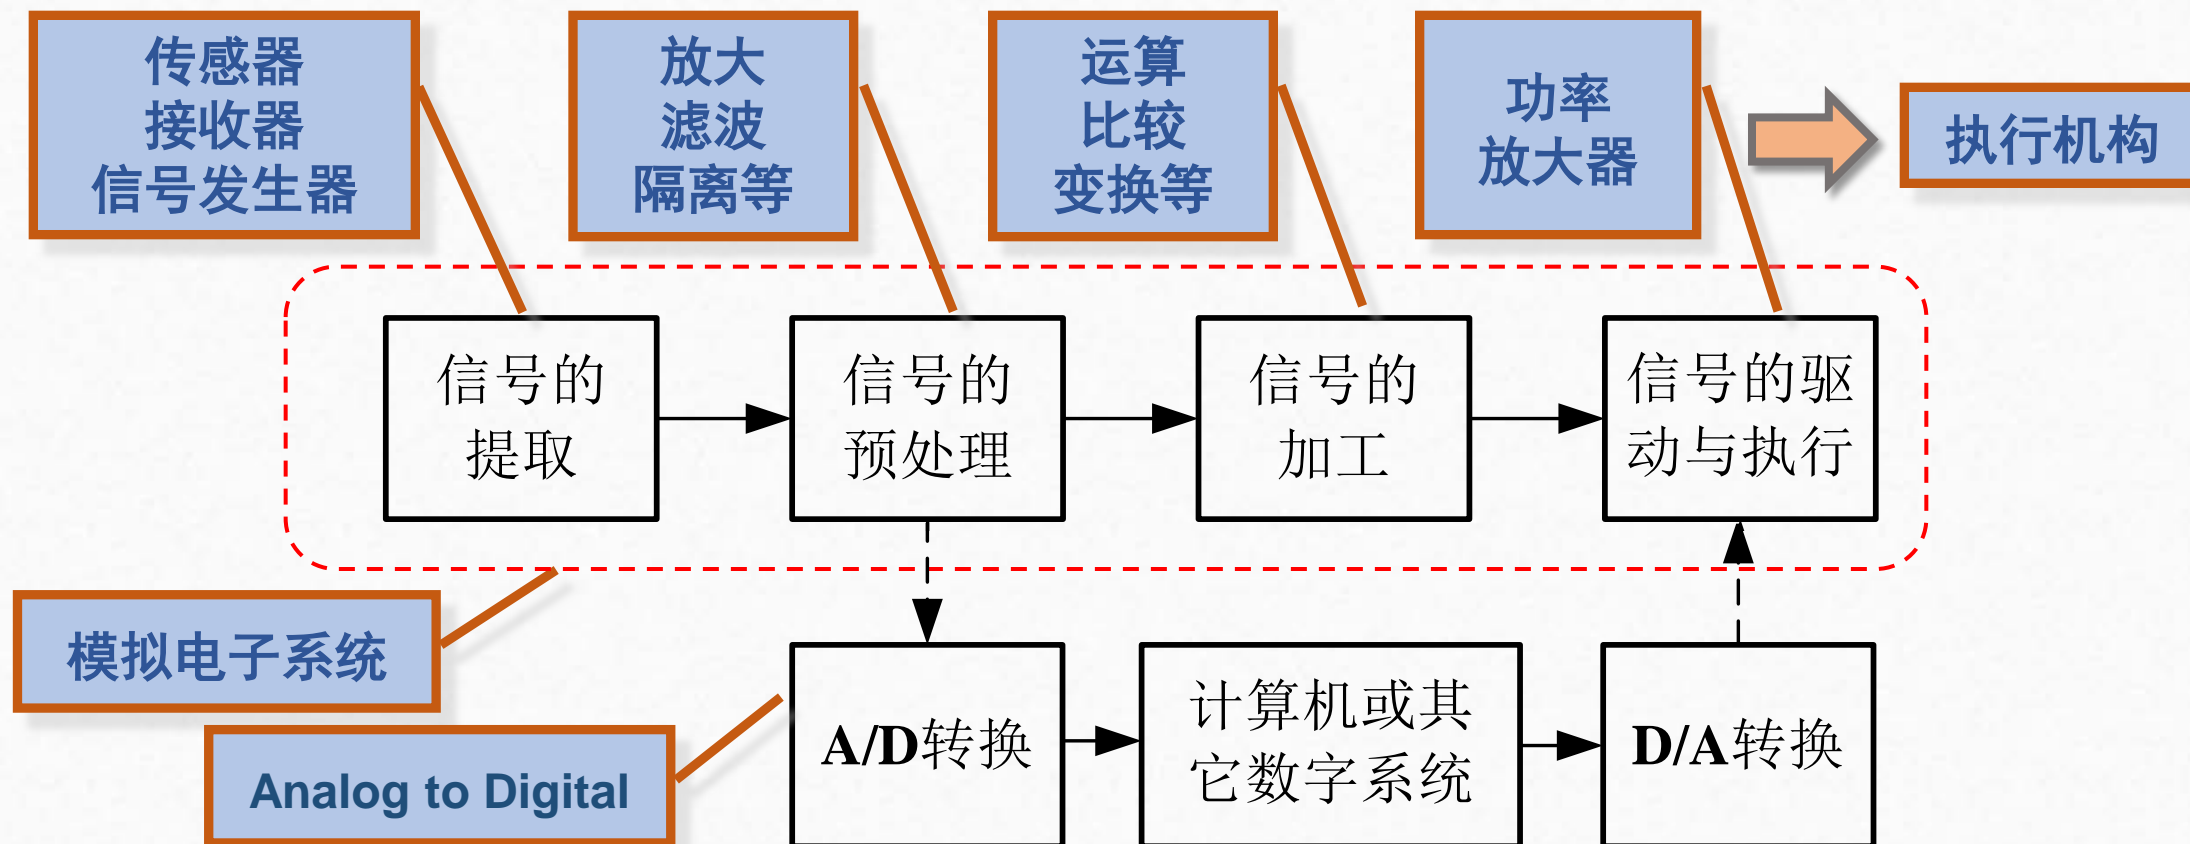 传感器
接收器
信号发生器
放大
滤波
隔离等
运算
比较
变换等
功率
放大器
执行机构
信号的
提取
信号的
预处理
信号的
加工
信号的驱
动与执行
模拟电子系统
Analog to Digital
A/D转换
计算机或其
它数字系统
D/A转换